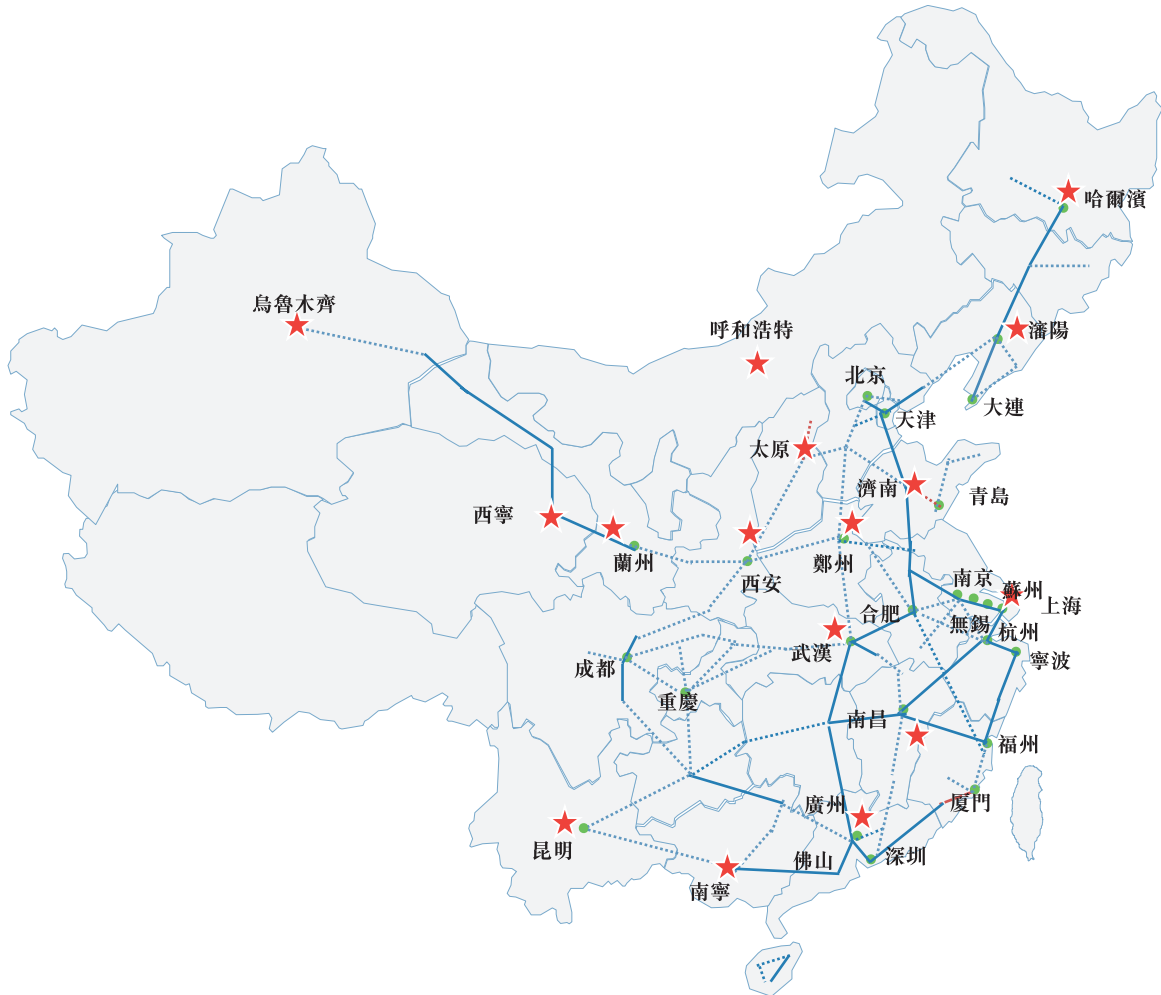 哈爾濱
烏魯木齊
呼和浩特
瀋陽
北京
大連
天津
太原
濟南
青島
西寧
蘭州
鄭州
西安
南京
蘇州
上海
合肥
無錫
杭州
武漢
寧波
成都
重慶
南昌
福州
廣州
厦門
昆明
佛山
深圳
南寧